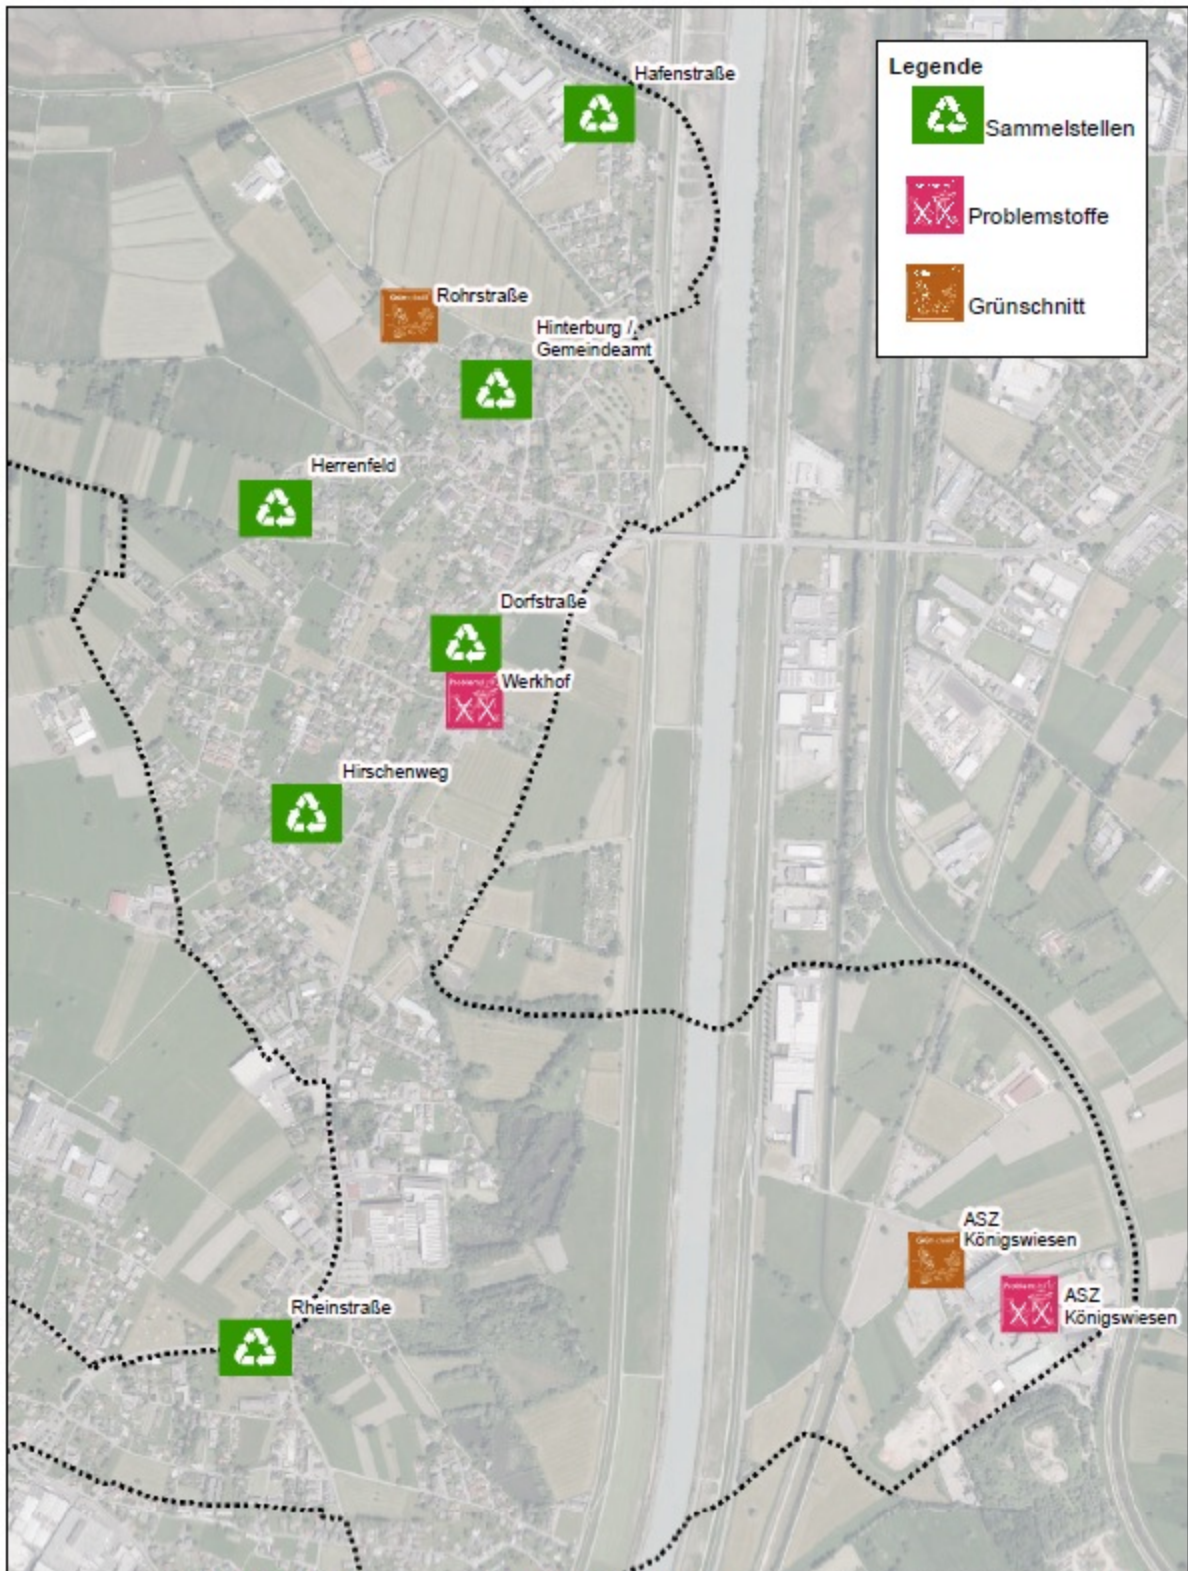 Hafenstraße
Legende
Sammelstellen
Problemstoffe
Grünschnitt
Rohrstraße
Hinterburg /
Gemeindeamt
Herrenfeld
Dorfstraße
Werkhof
Hirschenweg
ASZ
Königswiesen
ASZ
Königswiesen
Rheinstraße